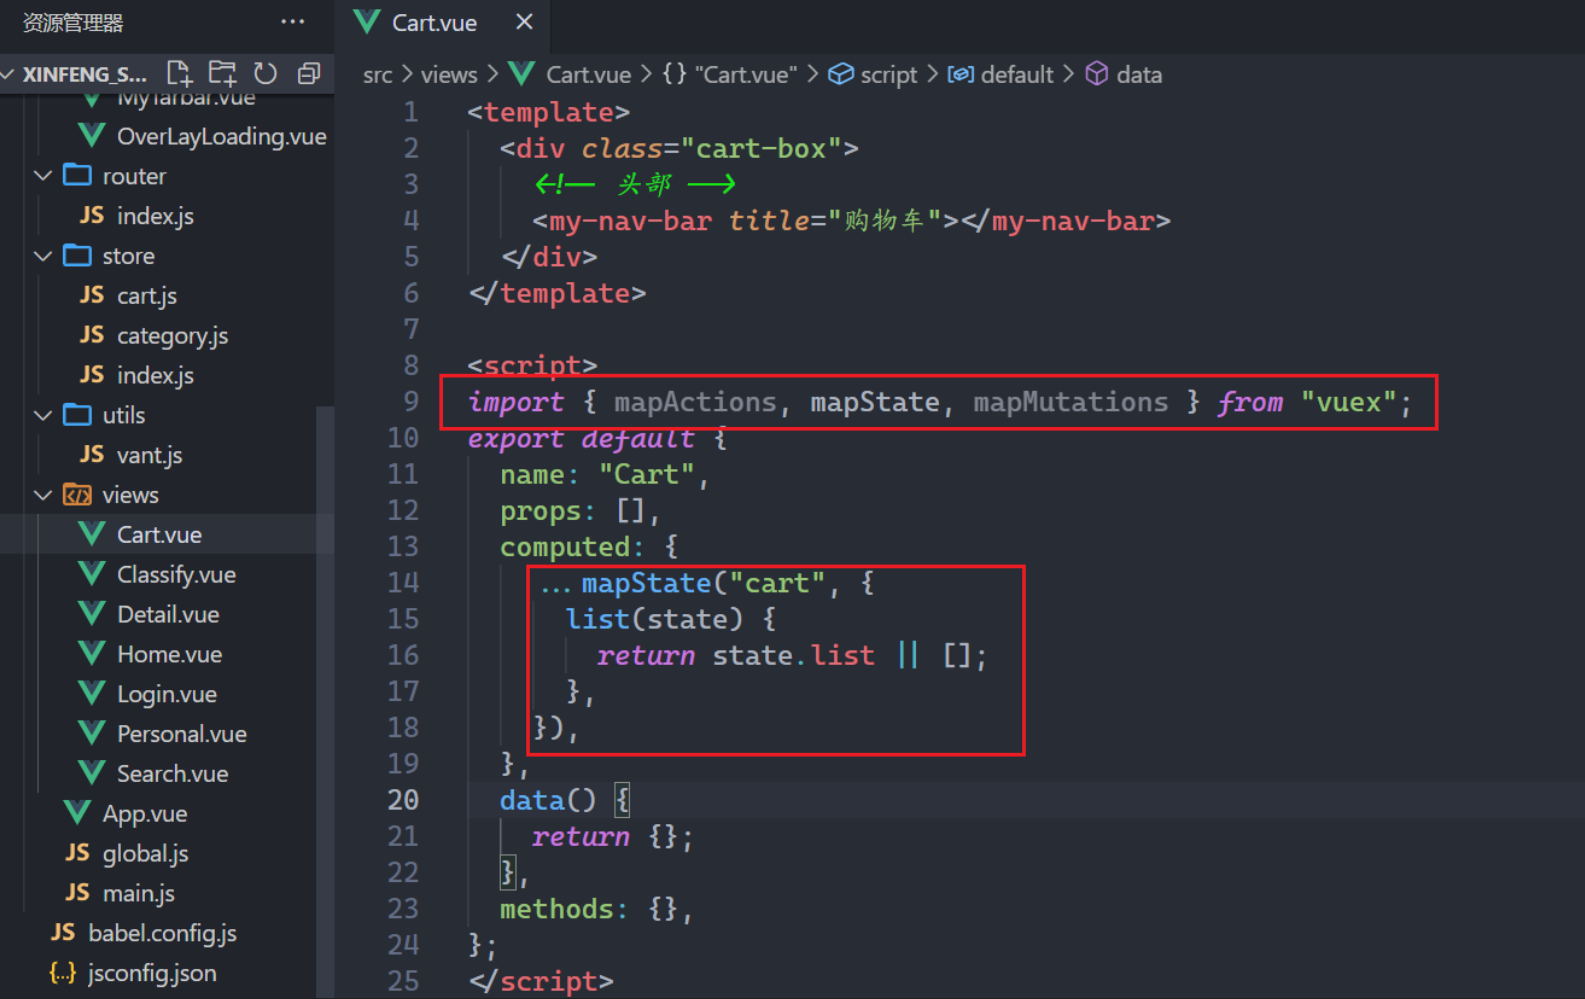 资源管理器
...
XINFENG_S...
MyTarbar.vue
OverLayLoading.vue
router
JS index.js
store
JS cart.js
JS category.js
JS index.js
utils
JS vant.js
views
Cart.vue
Classify.vue
Detail.vue
Home.vue
Login.vue
Personal.vue
Search.vue
App.vue
JS global.js
JS main.js
JS babel.config.js
{..} jsconfig.json
Cart.vue
src > views > Cart.vue > {} "Cart.vue" > script > default > data
1 <template>
2 <div class="cart-box">
3 <!-- 头部 -->
4 <my-nav-bar title="购物车"></my-nav-bar>
5 </div>
6 </template>
7
8 <script>
9 import { mapActions, mapState, mapMutations } from "vuex";
10 export default {
11 name: "Cart",
12 props: [],
13 computed: {
14 ...mapState("cart", {
15 list(state) {
16 return state.list || [];
17 },
18 }),
19 },
20 data() {
21 return {};
22 },
23 methods: {},
24 };
25 </script>